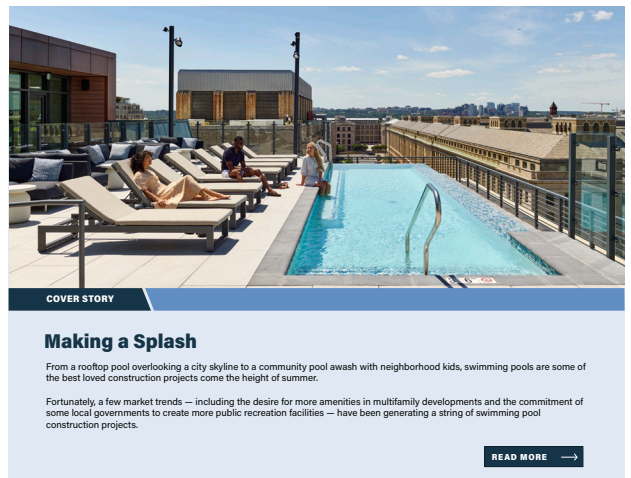 COVER STORY
Making a Splash
From a rooftop pool overlooking a city skyline to a community pool awash with neighborhood kids, swimming pools are some of
the best loved construction projects come the height of summer.
Fortunately, a few market trends — including the desire for more amenities in multifamily developments and the commitment of
some local governments to create more public recreation facilities — have been generating a string of swimming pool
construction projects.
READ MORE